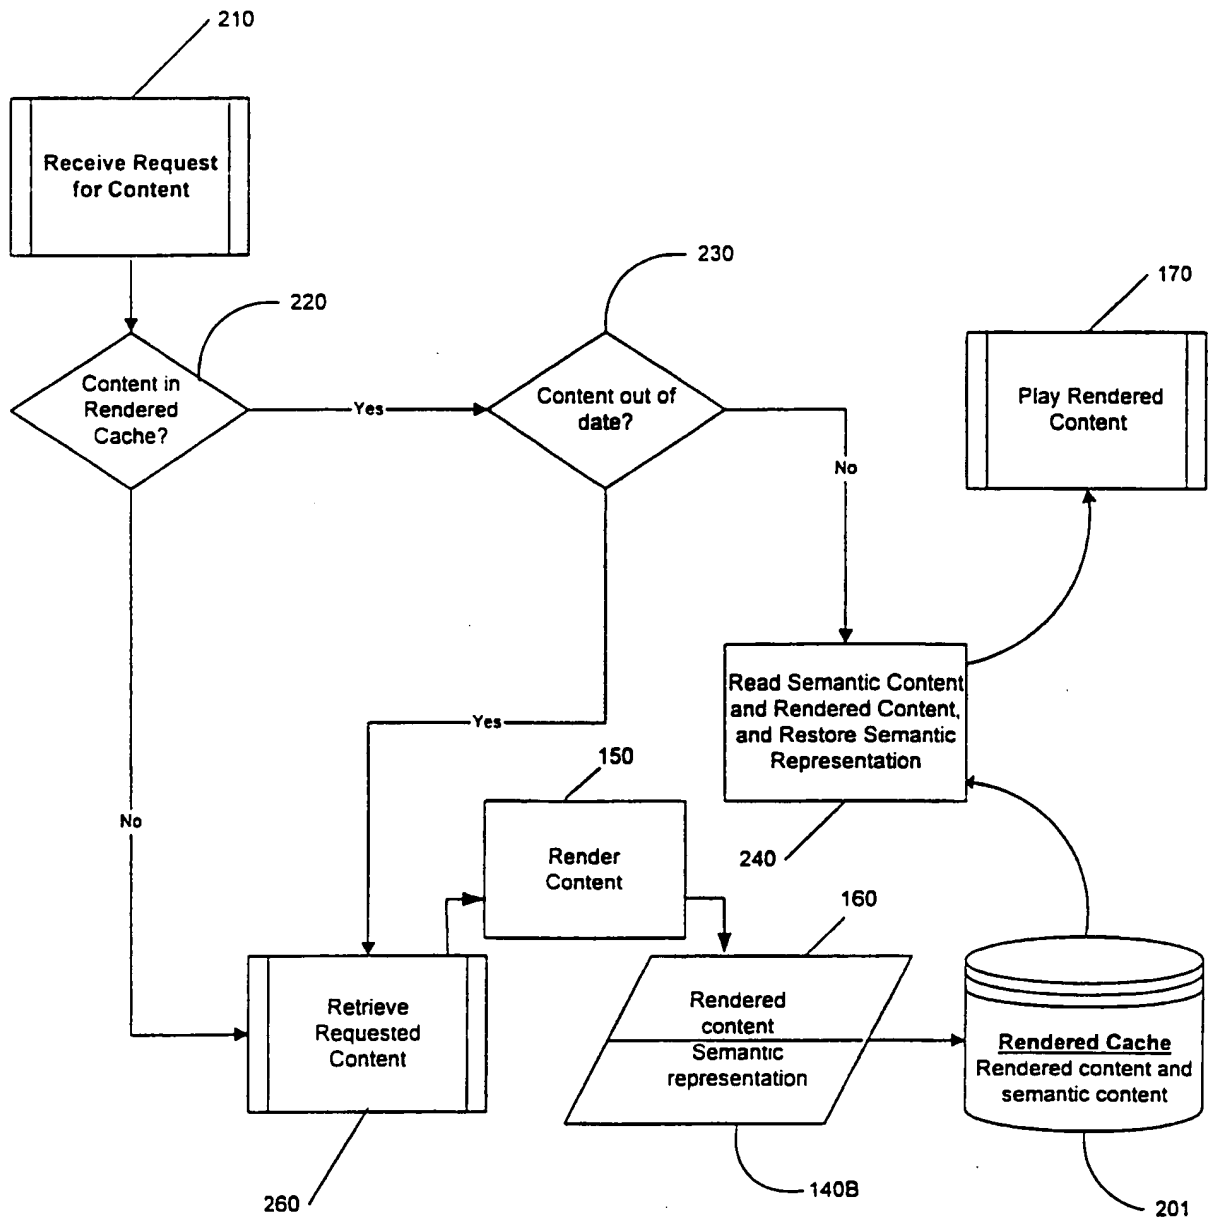 210
Receive Request
for Content
230
170
220
Content in
Rendered
Cache?
Yes
Content out of
date?
No
Play Rendered
Content
Read Semantic Content
and Rendered Content,
and Restore Semantic
Representation
Yes
150
No
Render
Content
240
160
Retrieve
Requested
Content
Rendered
content
Semantic
representation
Rendered Cache
Rendered content and
semantic content
260
140B
201